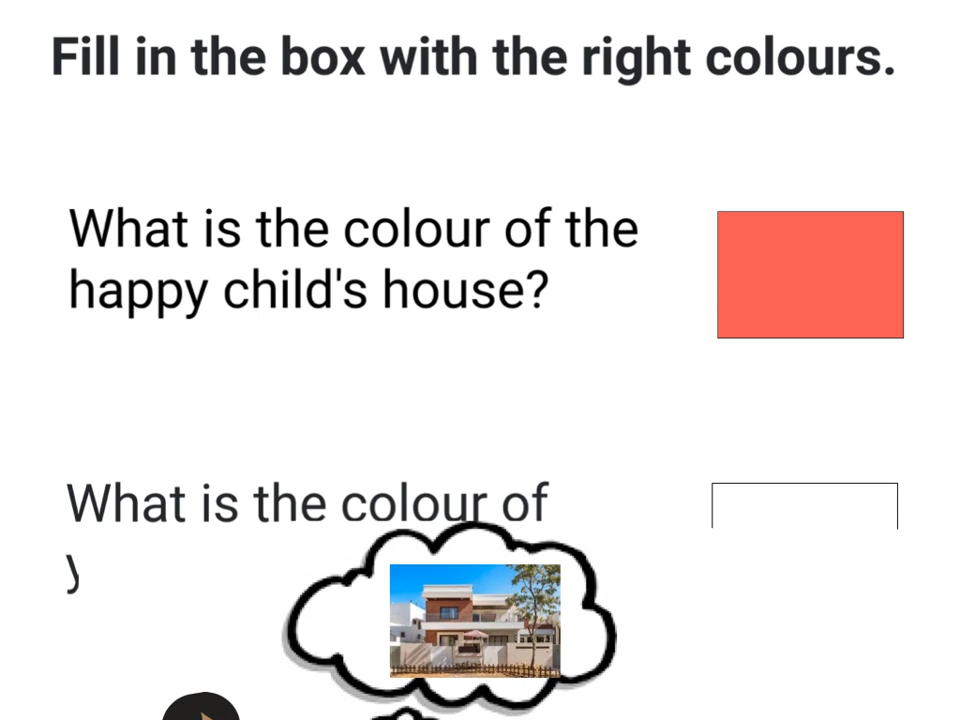 Fill in the box with the right colours.
What is the colour of the
happy child's house?
What is the colour of